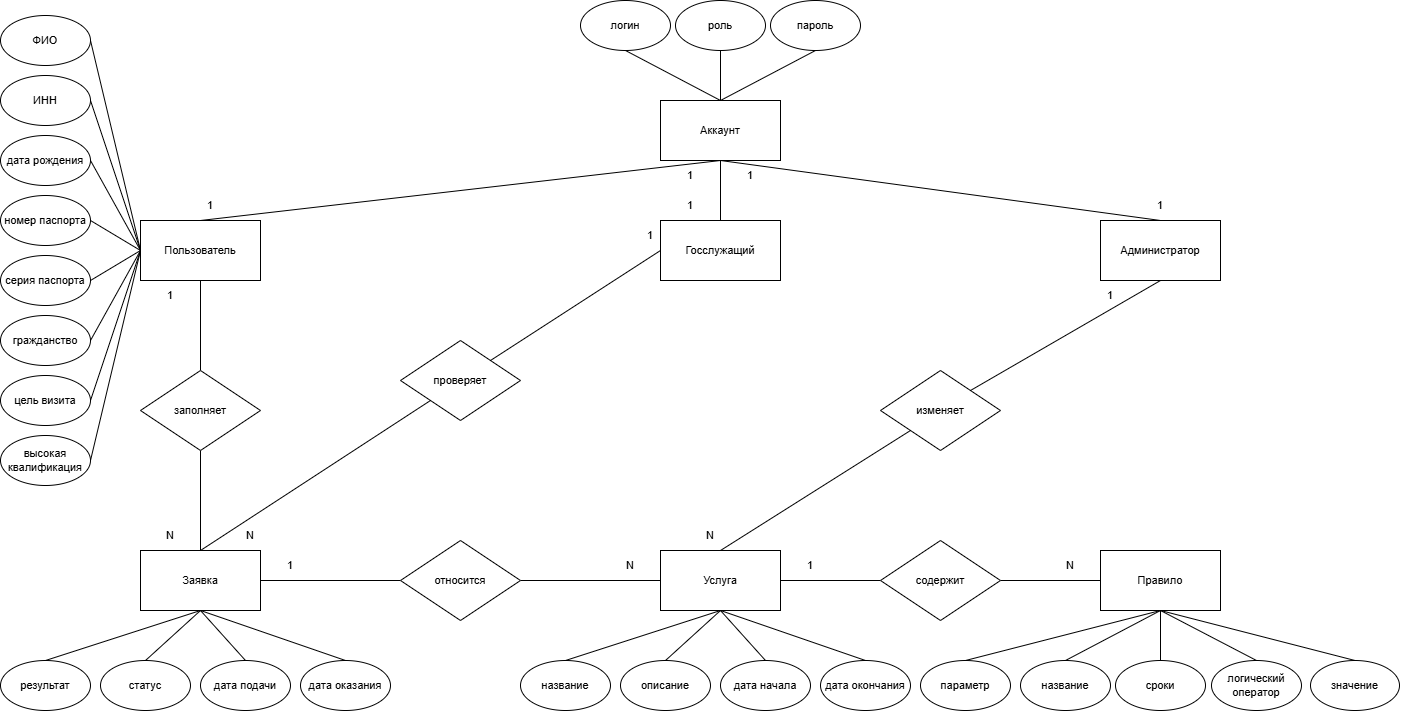 логин
роль
пароль
ФИО
ИНН
дата рождения
номер паспорта
серия паспорта
гражданство
цель визита
высокая
квалификация
Аккаунт
1
1
1
1
1
Пользователь
Госслужащий
Администратор
1
1
1
заполняет
проверяет
изменяет
N
N
N
Заявка
1
относится
N
Услуга
1
содержит
N
Правило
результат
статус
дата подачи
дата оказания
название
описание
дата начала
дата окончания
параметр
название
сроки
логический
оператор
значение